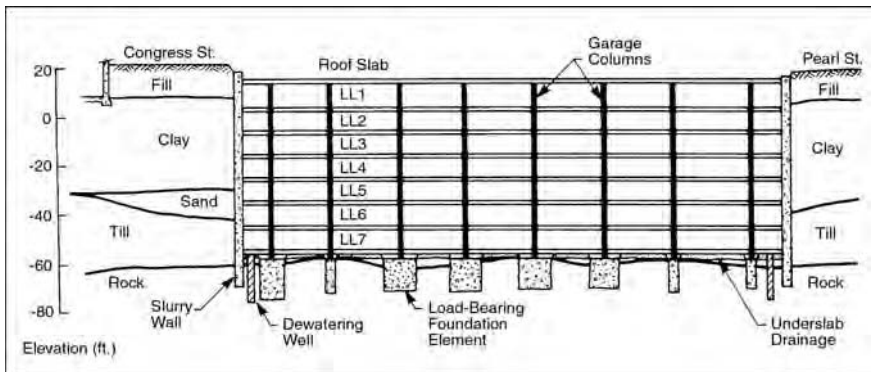 Congress St.
Roof Slab
Garage
Columns
Pearl St.
20
0
-20
-40
-60
-80
Fill
Clay
Sand
Till
Rock
LL1
LL2
LL3
LL4
LL5
LL6
LL7
Fill
Clay
Till
Rock
Slurry
Wall
Dewatering
Well
Load-Bearing
Foundation
Element
Underslab
Drainage
Elevation (ft.)